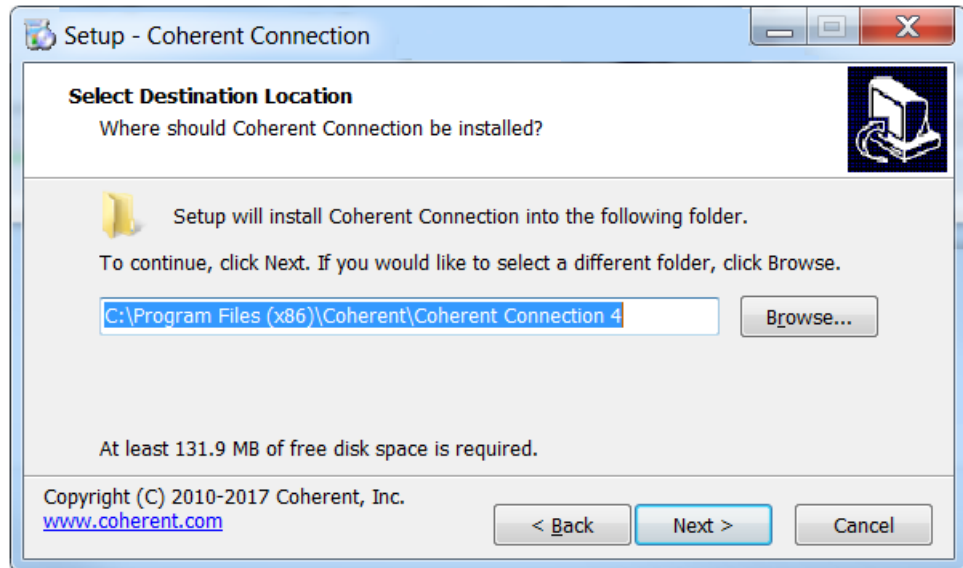 Setup - Coherent Connection
Select Destination Location
Where should Coherent Connection be installed?
Setup will install Coherent Connection into the following folder.
To continue, click Next. If you would like to select a different folder, click Browse.
C:\Program Files (x86)\Coherent\Coherent Connection 4
Browse...
At least 131.9 MB of free disk space is required.
Copyright (C) 2010-2017 Coherent, Inc.
www.coherent.com
< Back
Next >
Cancel